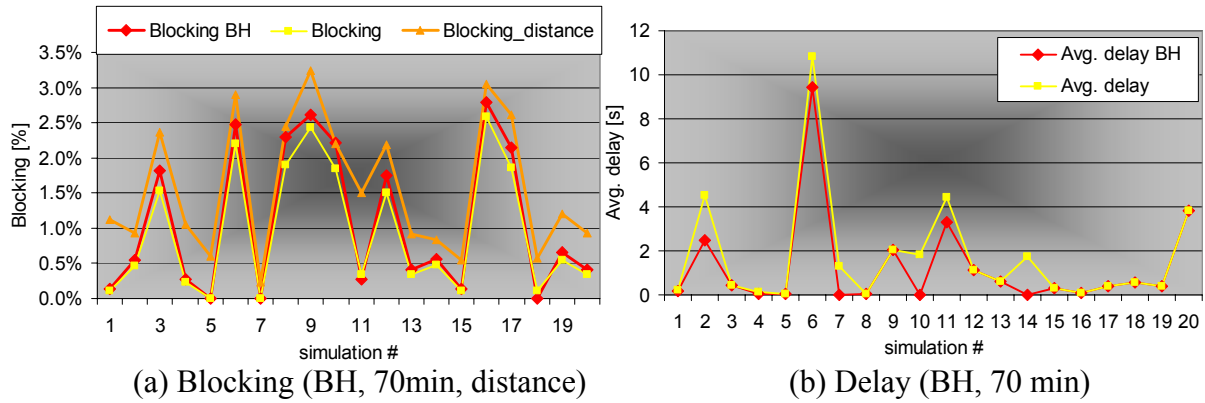 Blocking BH
Blocking
Blocking_distance
3.5%
3.0%
2.5%
2.0%
1.5%
1.0%
0.5%
0.0%
Blocking [%]
1 3 5 7 9 11 13 15 17 19
simulation #
(a) Blocking (BH, 70min, distance)
Avg. delay BH
Avg. delay
12
10
8
6
4
2
0
Avg. delay [s]
1 2 3 4 5 6 7 8 9 10 11 12 13 14 15 16 17 18 19 20
simulation #
(b) Delay (BH, 70 min)